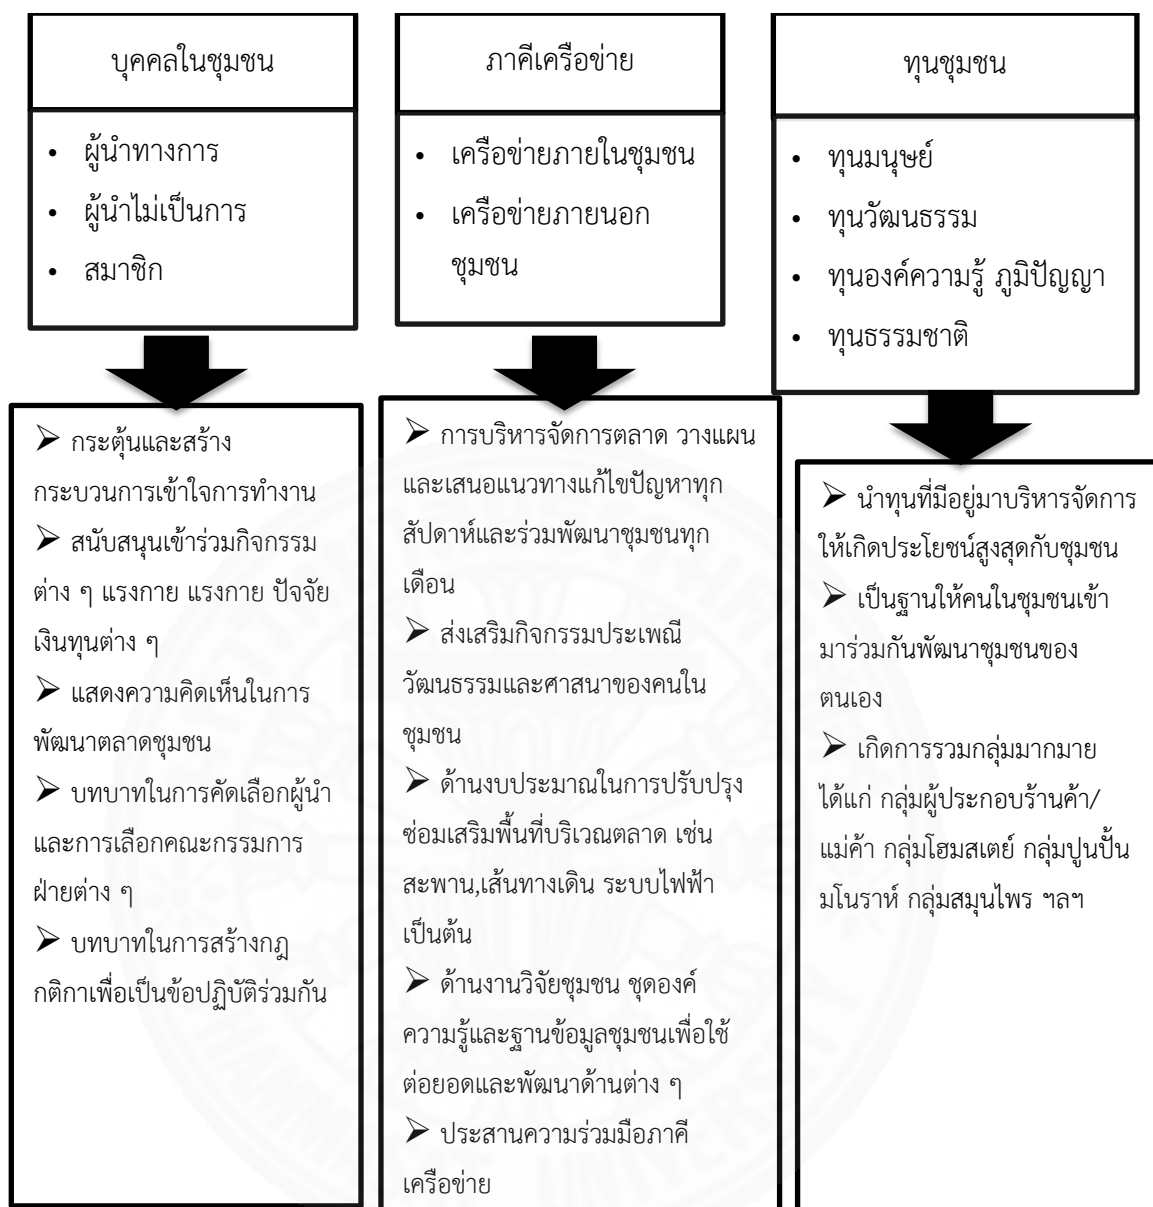 บุคคลในชุมชน
• ผู้นำทางการ
• ผู้นำไม่เป็นการ
• สมาชิก
➢ กระตุ้นและสร้าง
กระบวนการเข้าใจการทำงาน
➢ สนับสนุนเข้าร่วมกิจกรรม
ต่าง ๆ แรงกาย แรงกาย ปัจจัย
เงินทุนต่าง ๆ
➢ แสดงความคิดเห็นในการ
พัฒนาตลาดชุมชน
➢ บทบาทในการคัดเลือกผู้นำ
และการเลือกคณะกรรมการ
ฝ่ายต่าง ๆ
➢ บทบาทในการสร้างกฎ
กติกาเพื่อเป็นข้อปฏิบัติร่วมกัน
ภาคีเครือข่าย
• เครือข่ายภายในชุมชน
• เครือข่ายภายนอก
ชุมชน
➢ การบริหารจัดการตลาด วางแผน
และเสนอแนวทางแก้ไขปัญหาทุก
สัปดาห์และร่วมพัฒนาชุมชนทุก
เดือน
➢ ส่งเสริมกิจกรรมประเพณี
วัฒนธรรมและศาสนาของคนใน
ชุมชน
➢ ด้านงบประมาณในการปรับปรุง
ซ่อมเสริมพื้นที่บริเวณตลาด เช่น
สะพาน,เส้นทางเดิน ระบบไฟฟ้า
เป็นต้น
➢ ด้านงานวิจัยชุมชน ชุดองค์
ความรู้และฐานข้อมูลชุมชนเพื่อใช้
ต่อยอดและพัฒนาด้านต่าง ๆ
➢ ประสานความร่วมมือภาคี
เครือข่าย
ทุนชุมชน
• ทุนมนุษย์
• ทุนวัฒนธรรม
• ทุนองค์ความรู้ ภูมิปัญญา
• ทุนธรรมชาติ
➢ นำทุนที่มีอยู่มาบริหารจัดการ
ให้เกิดประโยชน์สูงสุดกับชุมชน
➢ เป็นฐานให้คนในชุมชนเข้า
มาร่วมกันพัฒนาชุมชนของ
ตนเอง
➢ เกิดการรวมกลุ่มมากมาย
ได้แก่ กลุ่มผู้ประกอบร้านค้า/
แม่ค้า กลุ่มโฮมสเตย์ กลุ่มปูนปั้น
มโนราห์ กลุ่มสมุนไพร ฯลฯ